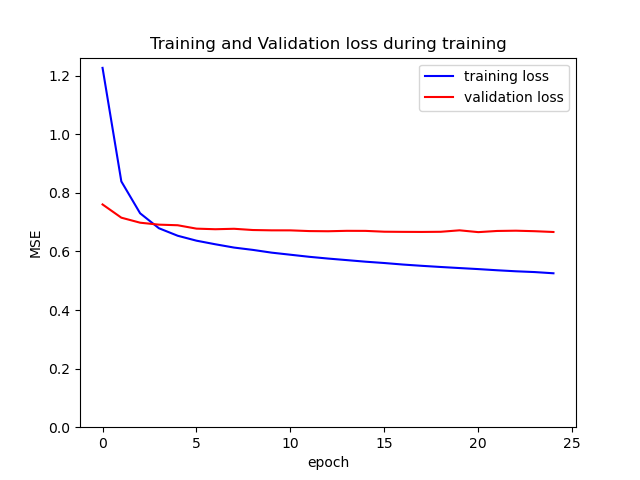 Training and Validation loss during training
training loss
validation loss
MSE
1.2
1.0
0.8
0.6
0.4
0.2
0.0
0 5 10 15 20 25
epoch